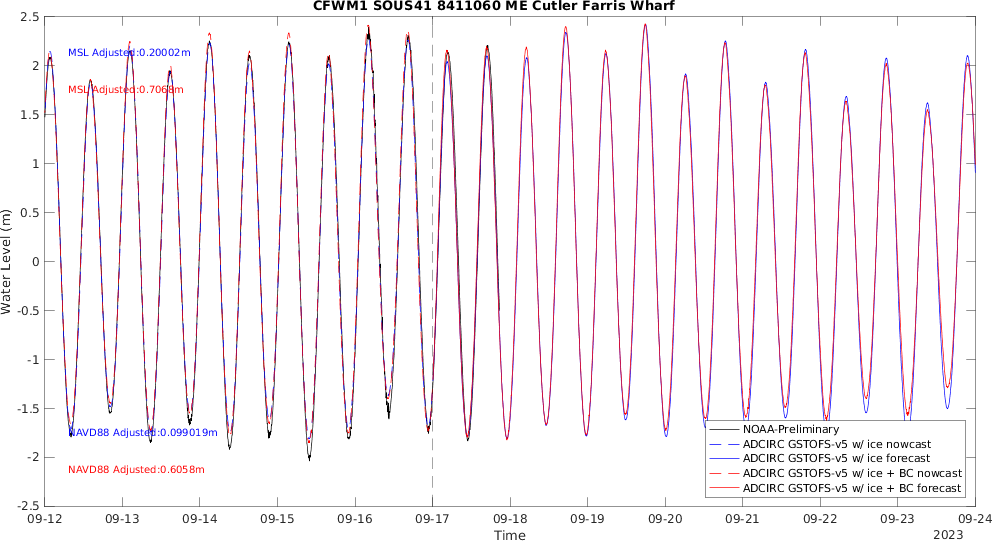 CFWM1 SOUS41 8411060 ME Cutler Farris Wharf
Water Level (m)
2.5
2
1.5
1
0.5
0
-0.5
-1
-1.5
-2
-2.5
MSL Adjusted:0.20002m
MSL Adjusted:0.7068m
NAVD88 Adjusted:0.099019m
NAVD88 Adjusted:0.6058m
NOAA-Preliminary
ADCIRC GSTOFS-v5 w/ ice nowcast
ADCIRC GSTOFS-v5 w/ ice forecast
ADCIRC GSTOFS-v5 w/ ice + BC nowcast
ADCIRC GSTOFS-v5 w/ ice + BC forecast
09-12 09-13 09-14 09-15 09-16 09-17 09-18 09-19 09-20 09-21 09-22 09-23 09-24
Time
2023